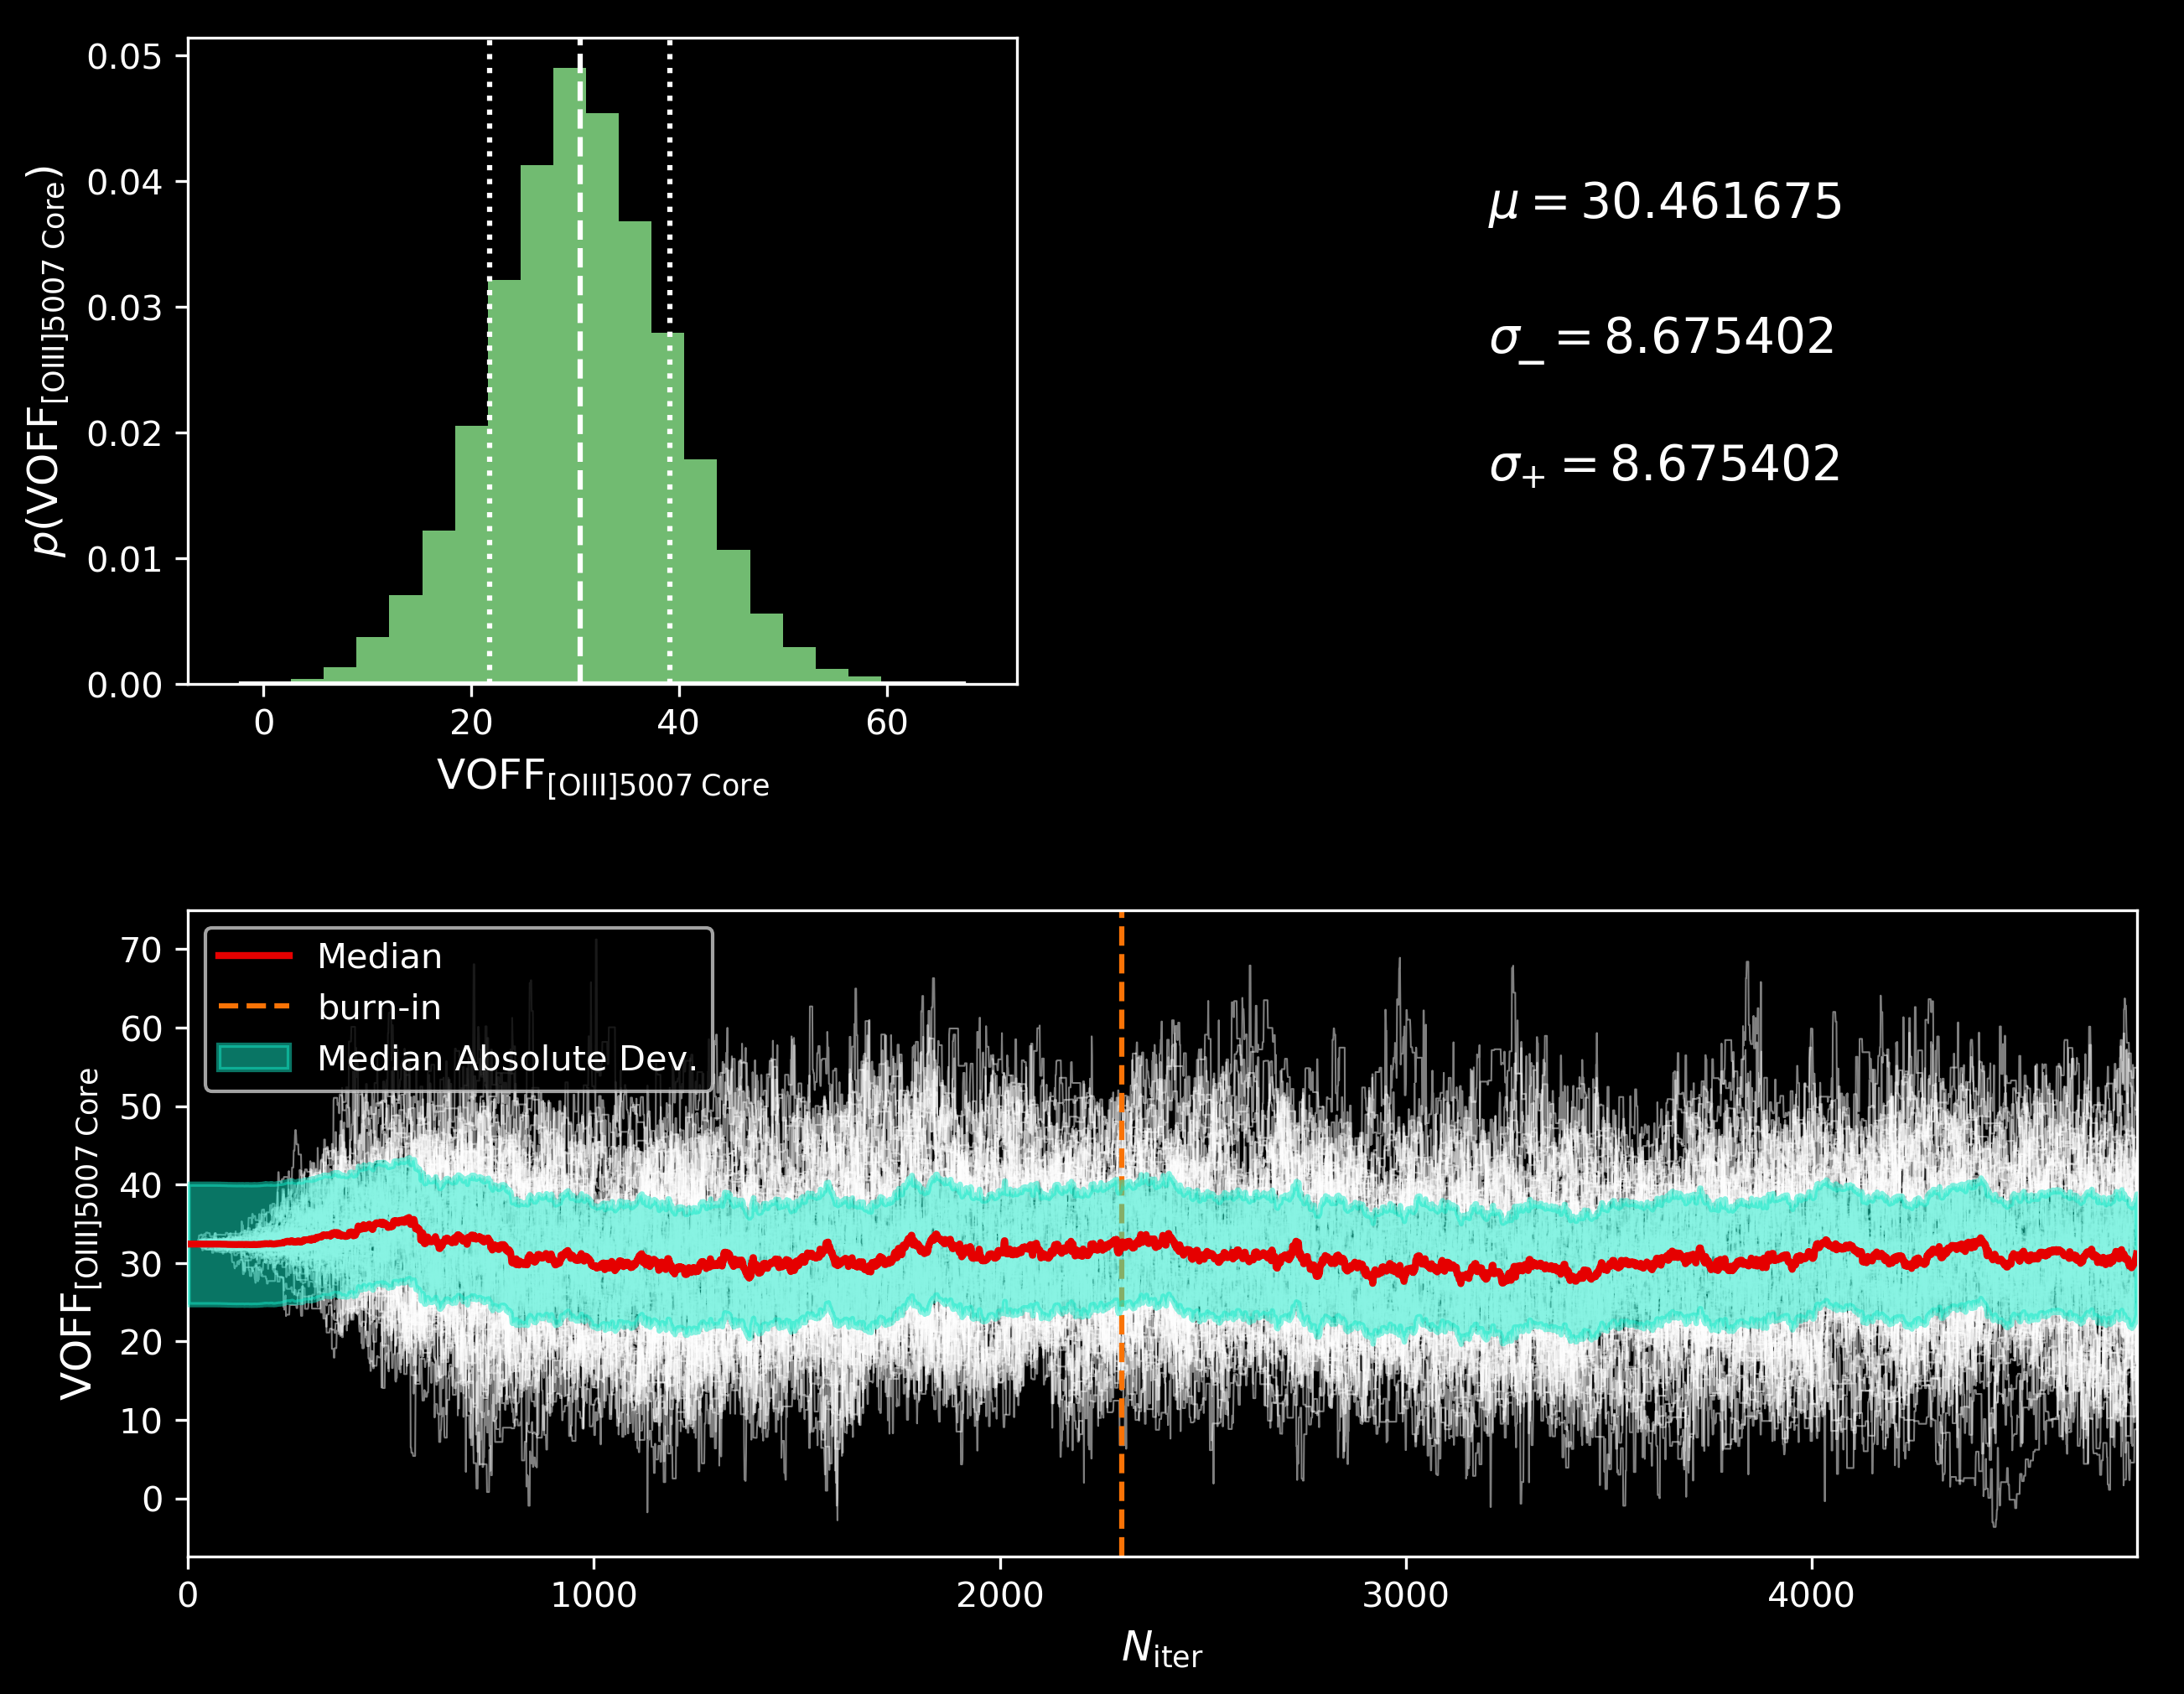 0.05
0.04
0.03
0.02
0.01
0.00
p(VOFF[OIII]5007 Core)
0 20 40 60
VOFF[OIII]5007 Core
μ = 30.461675
σ− = 8.675402
σ+ = 8.675402
70
60
50
40
30
20
10
0
VOFF[OIII]5007 Core
Median
burn-in
Median Absolute Dev.
0 1000 2000 3000 4000
Niter